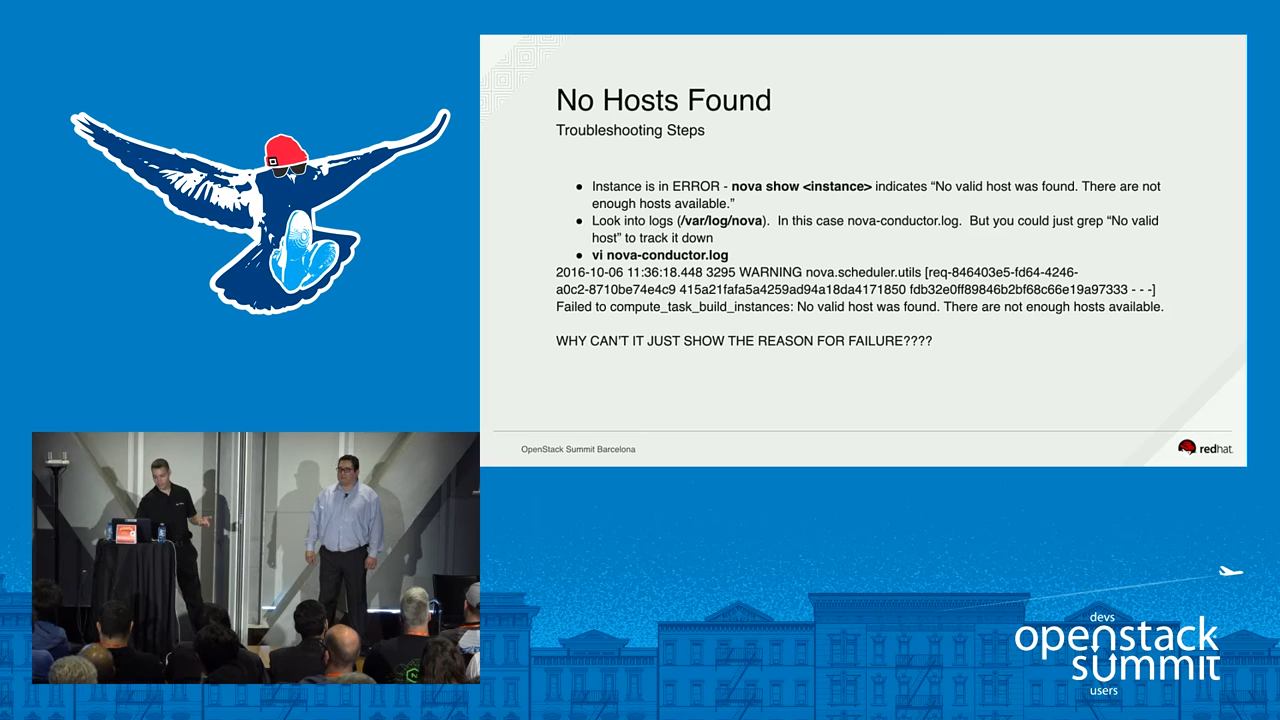 No Hosts Found
Troubleshooting Steps
● Instance is in ERROR - nova show <instance> indicates “No valid host was found. There are not
enough hosts available.”
● Look into logs (/var/log/nova). In this case nova-conductor.log. But you could just grep “No valid
host” to track it down
● vi nova-conductor.log
2016-10-06 11:36:18.448 3295 WARNING nova.scheduler.utils [req-846403e5-fd64-4246-
a0c2-8710be74e4c9 415a21fafa5a4259ad94a18da4171850 fdb32e0ff89846b2bf68c66e19a97333 - - -]
Failed to compute_task_build_instances: No valid host was found. There are not enough hosts available.
WHY CAN’T IT JUST SHOW THE REASON FOR FAILURE????
OpenStack Summit Barcelona
redhat.
devs
openstack
summit
users